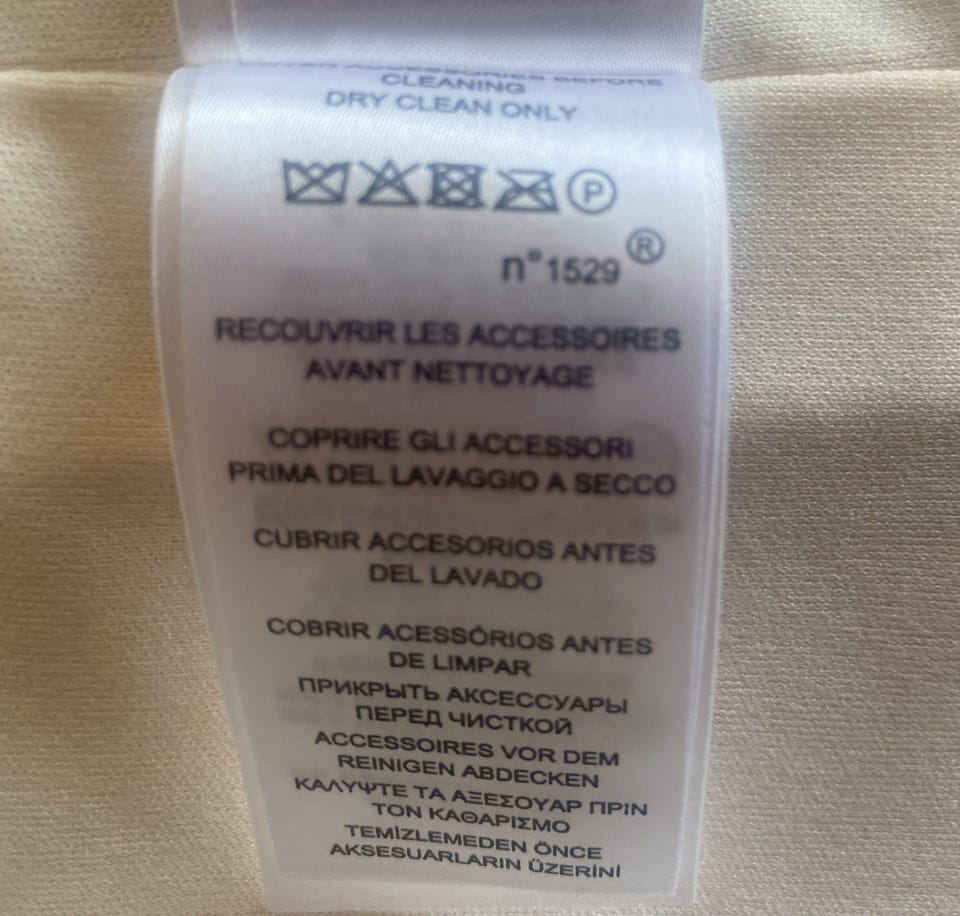 ACCESSORIES BEFORE
CLEANING
DRY CLEAN ONLY
P
n°1529 ®
RECOUVRIR LES ACCESSOIRES
AVANT NETTOYAGE
COPRIRE GLI ACCESSORI
PRIMA DEL LAVAGGIO A SECCO
CUBRIR ACCESORIOS ANTES
DEL LAVADO
COBRIR ACESSÓRIOS ANTES
DE LIMPAR
ПРИКРЫТЬ АКСЕССУАРЫ
ПЕРЕД ЧИСТКОЙ
ACCESSOIRES VOR DEM
REINIGEN ABDECKEN
ΚΑΛΥΨΤΕ ΤΑ ΑΞΕΣΟΥΑΡ ΠΡΙΝ
ΤΟΝ ΚΑΘΑΡΙΣΜΟ
TEMİZLEMEDEN ÖNCE
AKSESUARLARIN ÜZERİNİ